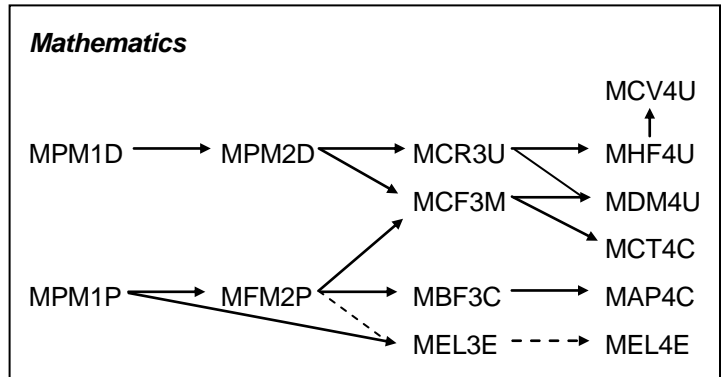 Mathematics
MCV4U
MPM1D MPM2D MCR3U MHF4U
MCF3M MDM4U
MCT4C
MPM1P MFM2P MBF3C MAP4C
MEL3E MEL4E